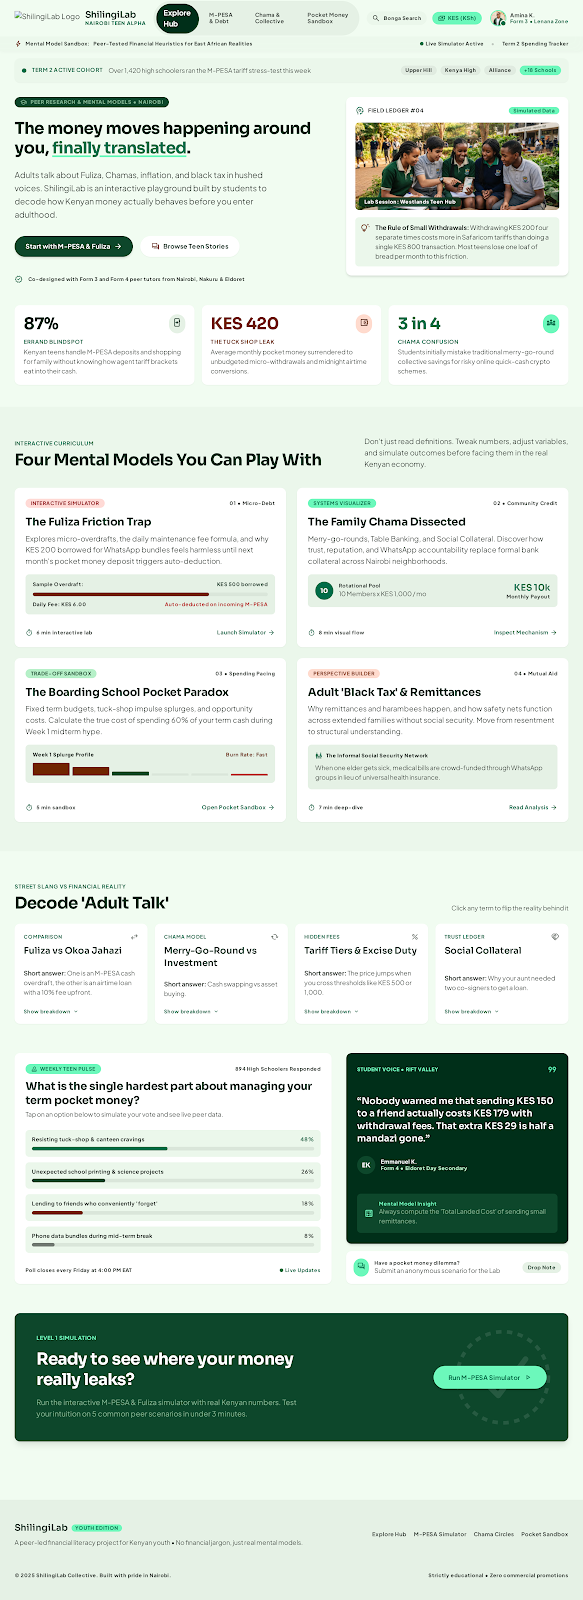 ShilingiLab Logo
ShilingiLab
NAIROBI TEEN ALPHA
Explore
Hub
M-PESA
& Debt
Chama &
Collective
Pocket Money
Sandbox
Bonga Search
KES (KSh)
Amina K.
Form 3 • Lenana Zone
Mental Model Sandbox: Peer-Tested Financial Heuristics for East African Realities
Live Simulator Active
Term 2 Spending Tracker
TERM 2 ACTIVE COHORT
Over 1,420 high schoolers ran the M-PESA tariff stress-test this week
Upper Hill
Kenya High
Alliance
+18 Schools
PEER RESEARCH & MENTAL MODELS • NAIROBI
The money moves happening around
you, finally translated.
Adults talk about Fuliza, Chamas, inflation, and black tax in hushed
voices. ShilingiLab is an interactive playground built by students to
decode how Kenyan money actually behaves before you enter
adulthood.
Start with M-PESA & Fuliza →
Browse Teen Stories
Co-designed with Form 3 and Form 4 peer tutors from Nairobi, Nakuru & Eldoret
FIELD LEDGER #04
Simulated Data
Lab Session: Westlands Teen Hub
The Rule of Small Withdrawals: Withdrawing KES 200 four
separate times costs more in Safaricom tariffs than doing a
single KES 800 transaction. Most teens lose one loaf of
bread per month to this friction.
87%
ERRAND BLINDSPOT
Kenyan teens handle M-PESA deposits and shopping
for family without knowing how agent tariff brackets
eat into their cash.
KES 420
THE TUCK SHOP LEAK
Average monthly pocket money surrendered to
unbudgeted micro-withdrawals and midnight airtime
conversions.
3 in 4
CHAMA CONFUSION
Students initially mistake traditional merry-go-round
collective savings for risky online quick-cash crypto
schemes.
INTERACTIVE CURRICULUM
Four Mental Models You Can Play With
Don't just read definitions. Tweak numbers, adjust variables,
and simulate outcomes before facing them in the real
Kenyan economy.
INTERACTIVE SIMULATOR
01 • Micro-Debt
The Fuliza Friction Trap
Explores micro-overdrafts, the daily maintenance fee formula, and why
KES 200 borrowed for WhatsApp bundles feels harmless until next
month's pocket money deposit triggers auto-deduction.
Sample Overdraft:
KES 500 borrowed
Daily Fee: KES 6.00
Auto-deducted on incoming M-PESA
6 min interactive lab
Launch Simulator →
SYSTEMS VISUALIZER
02 • Community Credit
The Family Chama Dissected
Merry-go-rounds, Table Banking, and Social Collateral. Discover how
trust, reputation, and WhatsApp accountability replace formal bank
collateral across Nairobi neighborhoods.
10
Rotational Pool
10 Members x KES 1,000 / mo
KES 10k
Monthly Payout
8 min visual flow
Inspect Mechanism →
TRADE-OFF SANDBOX
03 • Spending Pacing
The Boarding School Pocket Paradox
Fixed term budgets, tuck-shop impulse splurges, and opportunity
costs. Calculate the true cost of spending 60% of your term cash during
Week 1 midterm hype.
Week 1 Splurge Profile
Burn Rate: Fast
5 min sandbox
Open Pocket Sandbox →
PERSPECTIVE BUILDER
04 • Mutual Aid
Adult 'Black Tax' & Remittances
Why remittances and harambees happen, and how safety nets function
across extended families without social security. Move from resentment
to structural understanding.
The Informal Social Security Network
When one elder gets sick, medical bills are crowd-funded through WhatsApp
groups in lieu of universal health insurance.
7 min deep-dive
Read Analysis →
STREET SLANG VS FINANCIAL REALITY
Decode 'Adult Talk'
Click any term to flip the reality behind it
COMPARISON
Fuliza vs Okoa Jahazi
Short answer: One is an M-PESA cash
overdraft, the other is an airtime loan
with a 10% fee upfront.
Show breakdown
CHAMA MODEL
Merry-Go-Round vs
Investment
Short answer: Cash swapping vs asset
buying.
Show breakdown
HIDDEN FEES
Tariff Tiers & Excise Duty
Short answer: The price jumps when
you cross thresholds like KES 500 or
1,000.
Show breakdown
TRUST LEDGER
Social Collateral
Short answer: Why your aunt needed
two co-signers to get a loan.
Show breakdown
WEEKLY TEEN PULSE
894 High Schoolers Responded
What is the single hardest part about managing your
term pocket money?
Tap on an option below to simulate your vote and see live peer data.
Resisting tuck-shop & canteen cravings
48%
Unexpected school printing & science projects
26%
Lending to friends who conveniently 'forget'
18%
Phone data bundles during mid-term break
8%
Poll closes every Friday at 4:00 PM EAT
Live Updates
STUDENT VOICE • RIFT VALLEY
“Nobody warned me that sending KES 150
to a friend actually costs KES 179 with
withdrawal fees. That extra KES 29 is half a
mandazi gone.”
EK
Emmanuel K.
Form 4 • Eldoret Day Secondary
Mental Model Insight
Always compute the 'Total Landed Cost' of sending small
remittances.
Have a pocket money dilemma?
Submit an anonymous scenario for the Lab
Drop Note
LEVEL 1 SIMULATION
Ready to see where your money
really leaks?
Run the interactive M-PESA & Fuliza simulator with real Kenyan numbers. Test
your intuition on 5 common peer scenarios in under 3 minutes.
Run M-PESA Simulator
ShilingiLab
YOUTH EDITION
A peer-led financial literacy project for Kenyan youth • No financial jargon, just real mental models.
Explore Hub
M-PESA Simulator
Chama Circles
Pocket Sandbox
© 2025 ShilingiLab Collective. Built with pride in Nairobi.
Strictly educational • Zero commercial promotions